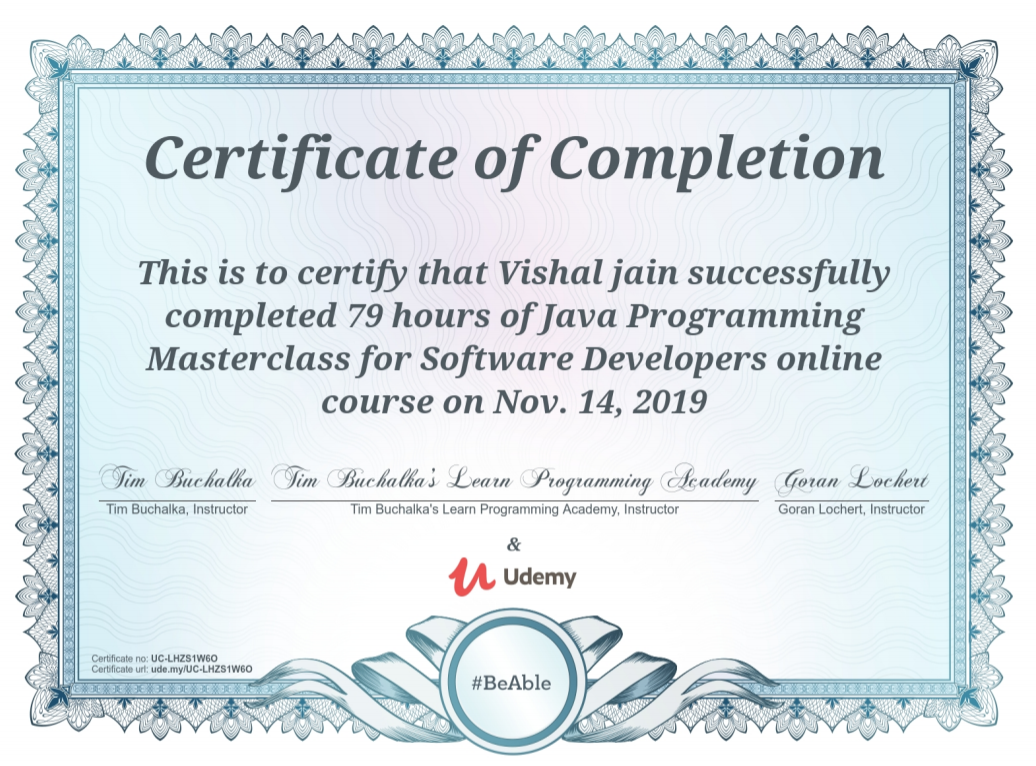 Certificate of Completion
This is to certify that Vishal jain successfully
completed 79 hours of Java Programming
Masterclass for Software Developers online
course on Nov. 14, 2019
Tim Buchalka Tim Buchalka's Learn Programming Academy Goran Lochert
Tim Buchalka, Instructor Tim Buchalka's Learn Programming Academy, Instructor Goran Lochert, Instructor
&
Udemy
Certificate no: UC-LHZS1W6O
Certificate url: ude.my/UC-LHZS1W6O
#BeAble